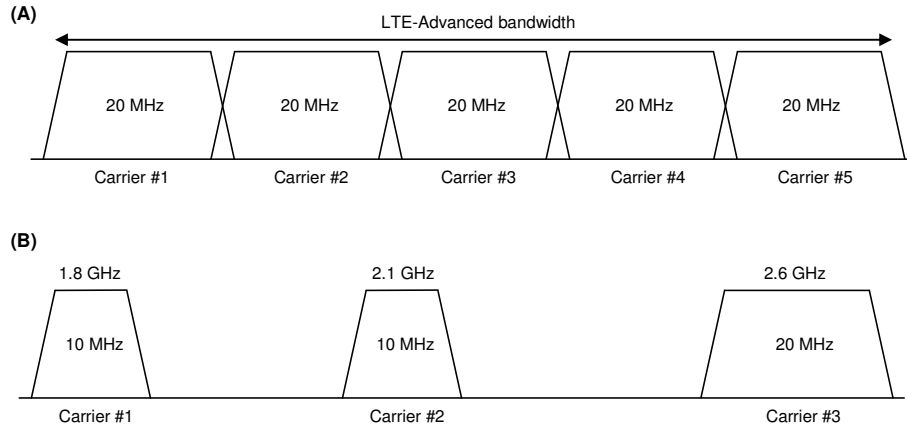 (A)
LTE-Advanced bandwidth
20 MHz 20 MHz 20 MHz 20 MHz 20 MHz
Carrier #1 Carrier #2 Carrier #3 Carrier #4 Carrier #5
(B)
1.8 GHz 2.1 GHz 2.6 GHz
10 MHz 10 MHz 20 MHz
Carrier #1 Carrier #2 Carrier #3